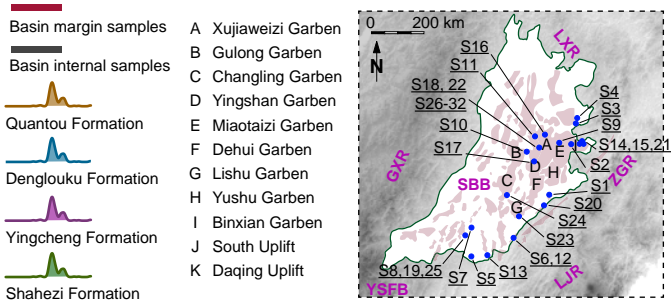 Basin margin samples
Basin internal samples
Quantou Formation
Denglouku Formation
Yingcheng Formation
Shahezi Formation
A Xujiaweizi Garben
B Gulong Garben
C Changling Garben
D Yingshan Garben
E Miaotaizi Garben
F Dehui Garben
G Lishu Garben
H Yushu Garben
I Binxian Garben
J South Uplift
K Daqing Uplift
0 200 km
N
LXR
S16
S11
S18, 22
S26-32
S10
S17
S4
S3
S9
S14,15,21
S2
ZGR
GXR
SBB
A
B
C
D
E
F
G
H
I
S1
S20
S24
S23
S6,12
S13
S5
S7
S8,19,25
YSFB
LJR